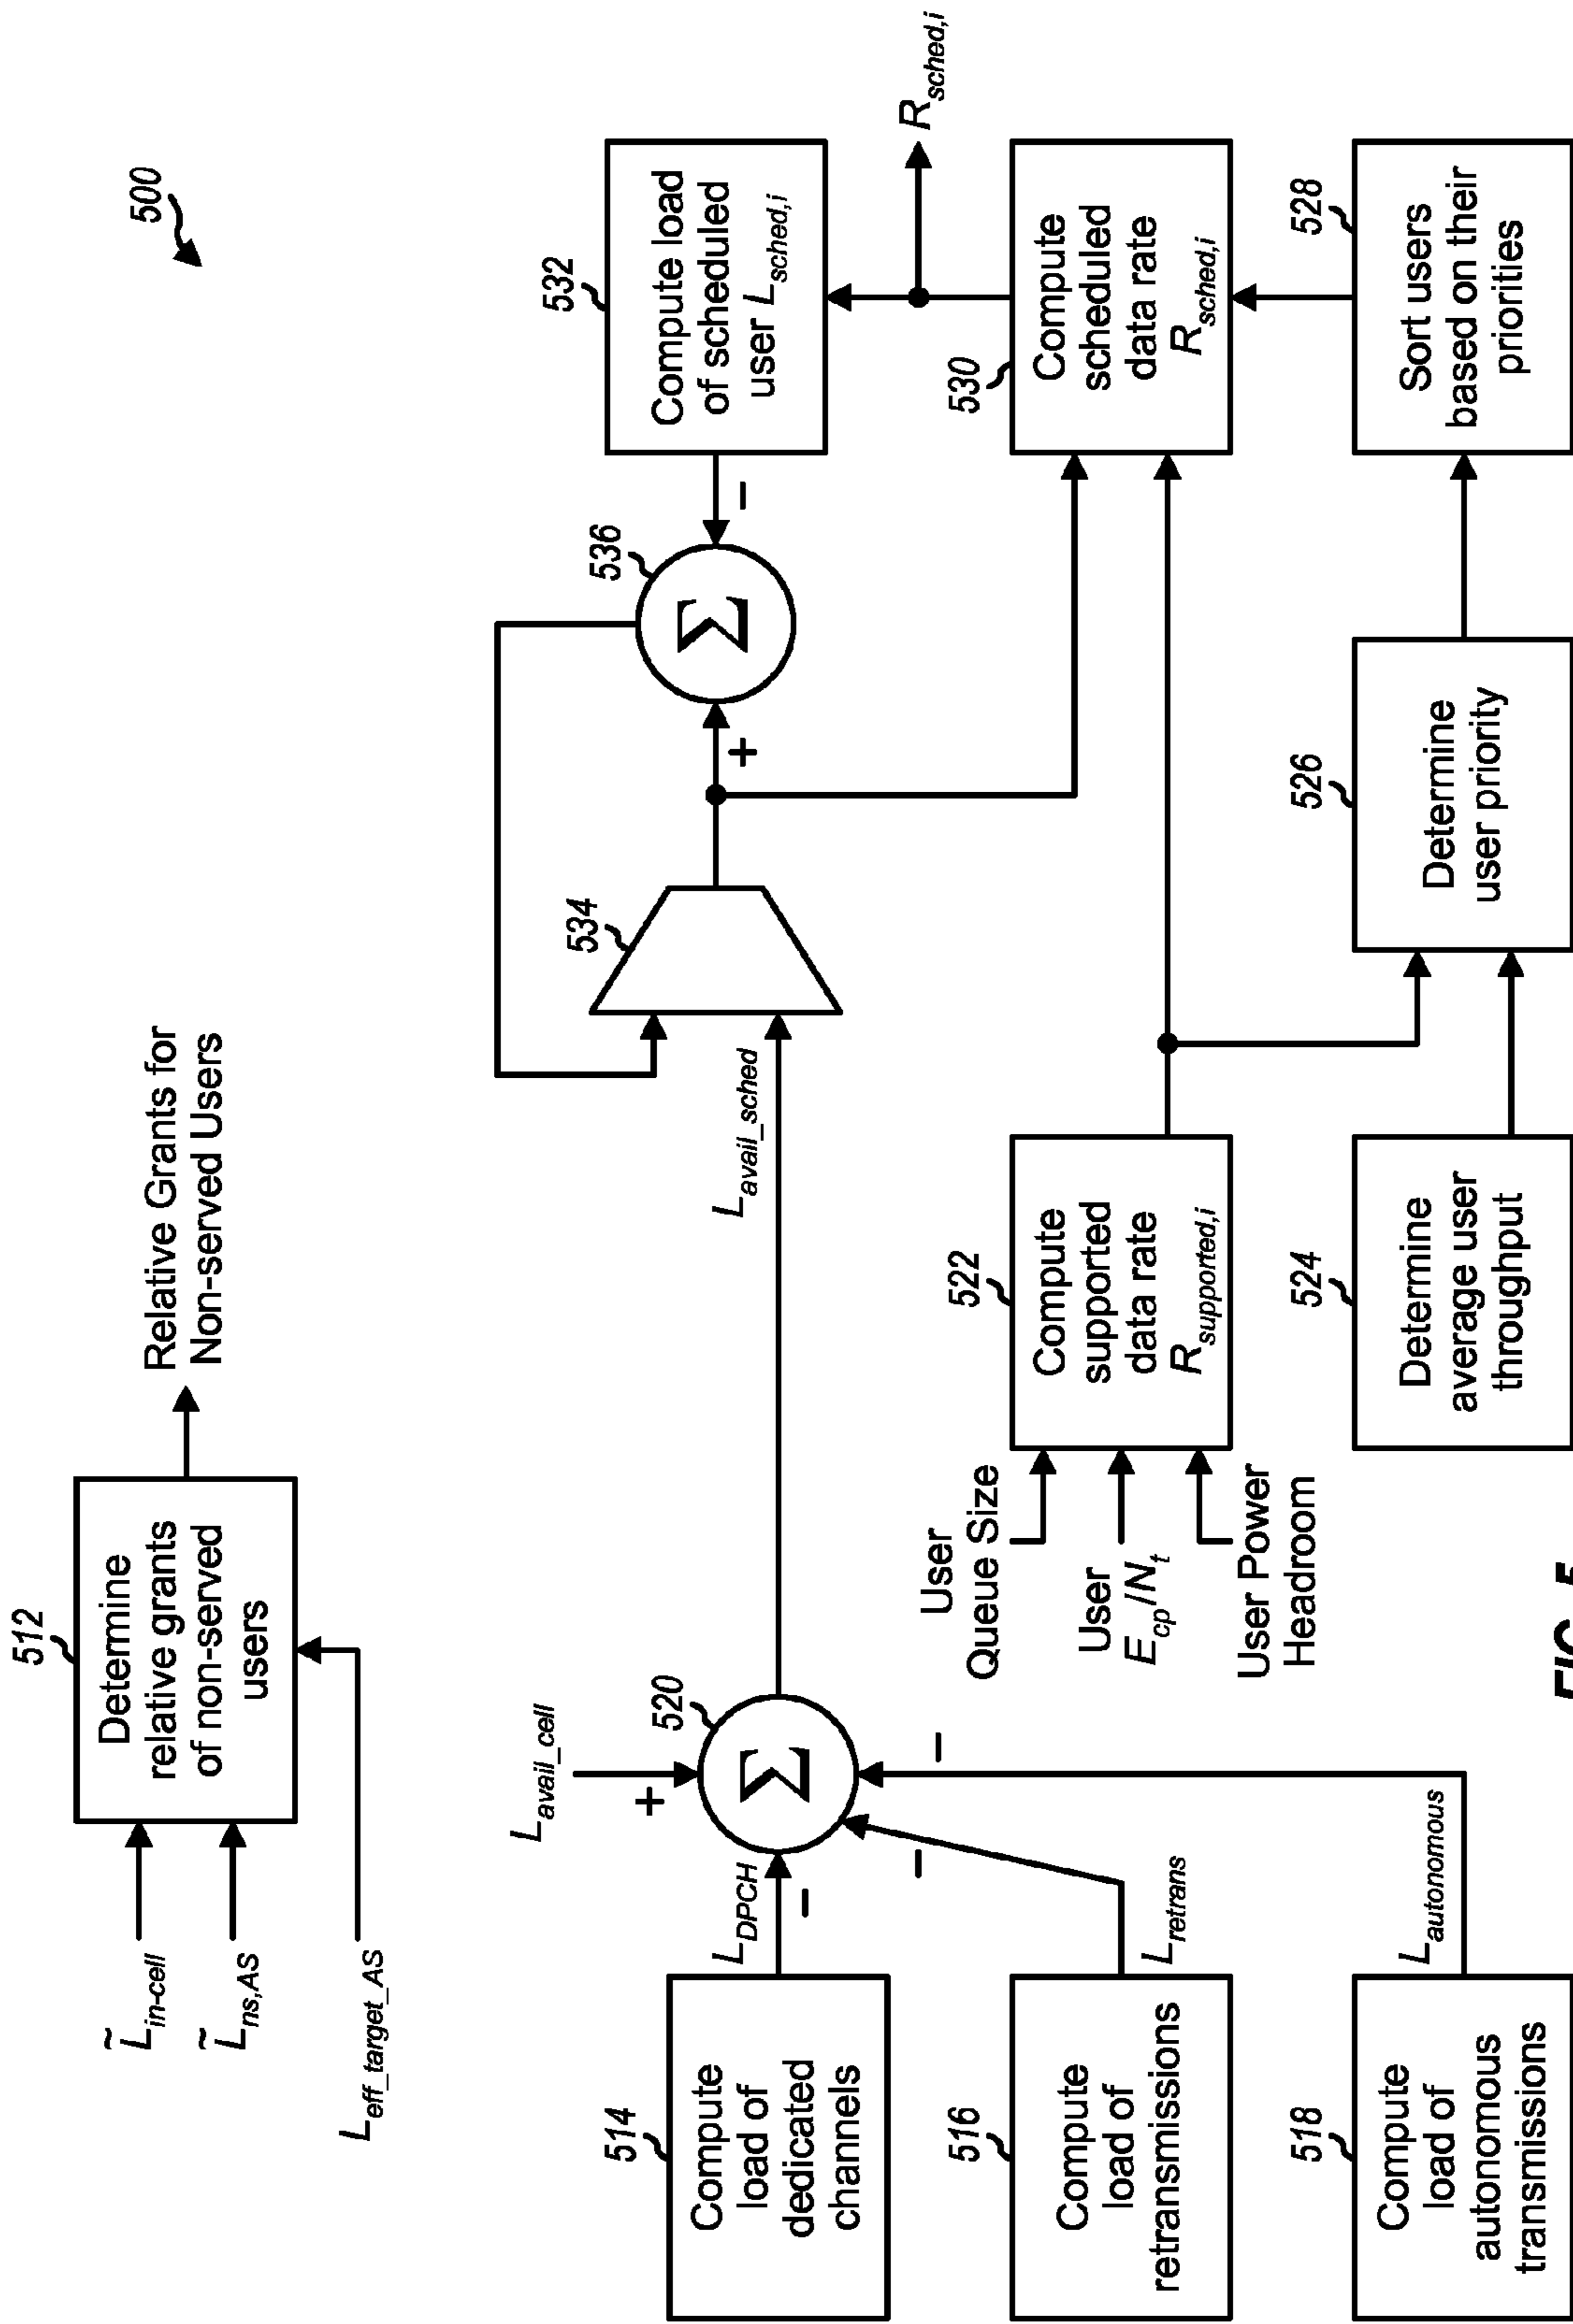 500
512
Determine
relative grants
of non-served
users
L̃in-cell
L̃ns,AS
Leff_target_AS
Relative Grants for
Non-served Users
514
Compute
load of
dedicated
channels
LDPCH
−
516
Compute
load of
retransmissions
Lretrans
−
518
Compute
load of
autonomous
transmissions
Lautonomous
−
Lavail_cell
+
520
Σ
Lavail_sched
534
+
536
Σ
−
532
Compute load
of scheduled
user Lsched,i
Rsched,i
User
Queue Size
User
Ecp/Nt
User Power
Headroom
522
Compute
supported
data rate
Rsupported,i
530
Compute
scheduled
data rate
Rsched,i
524
Determine
average user
throughput
526
Determine
user priority
528
Sort users
based on their
priorities
FIG. 5